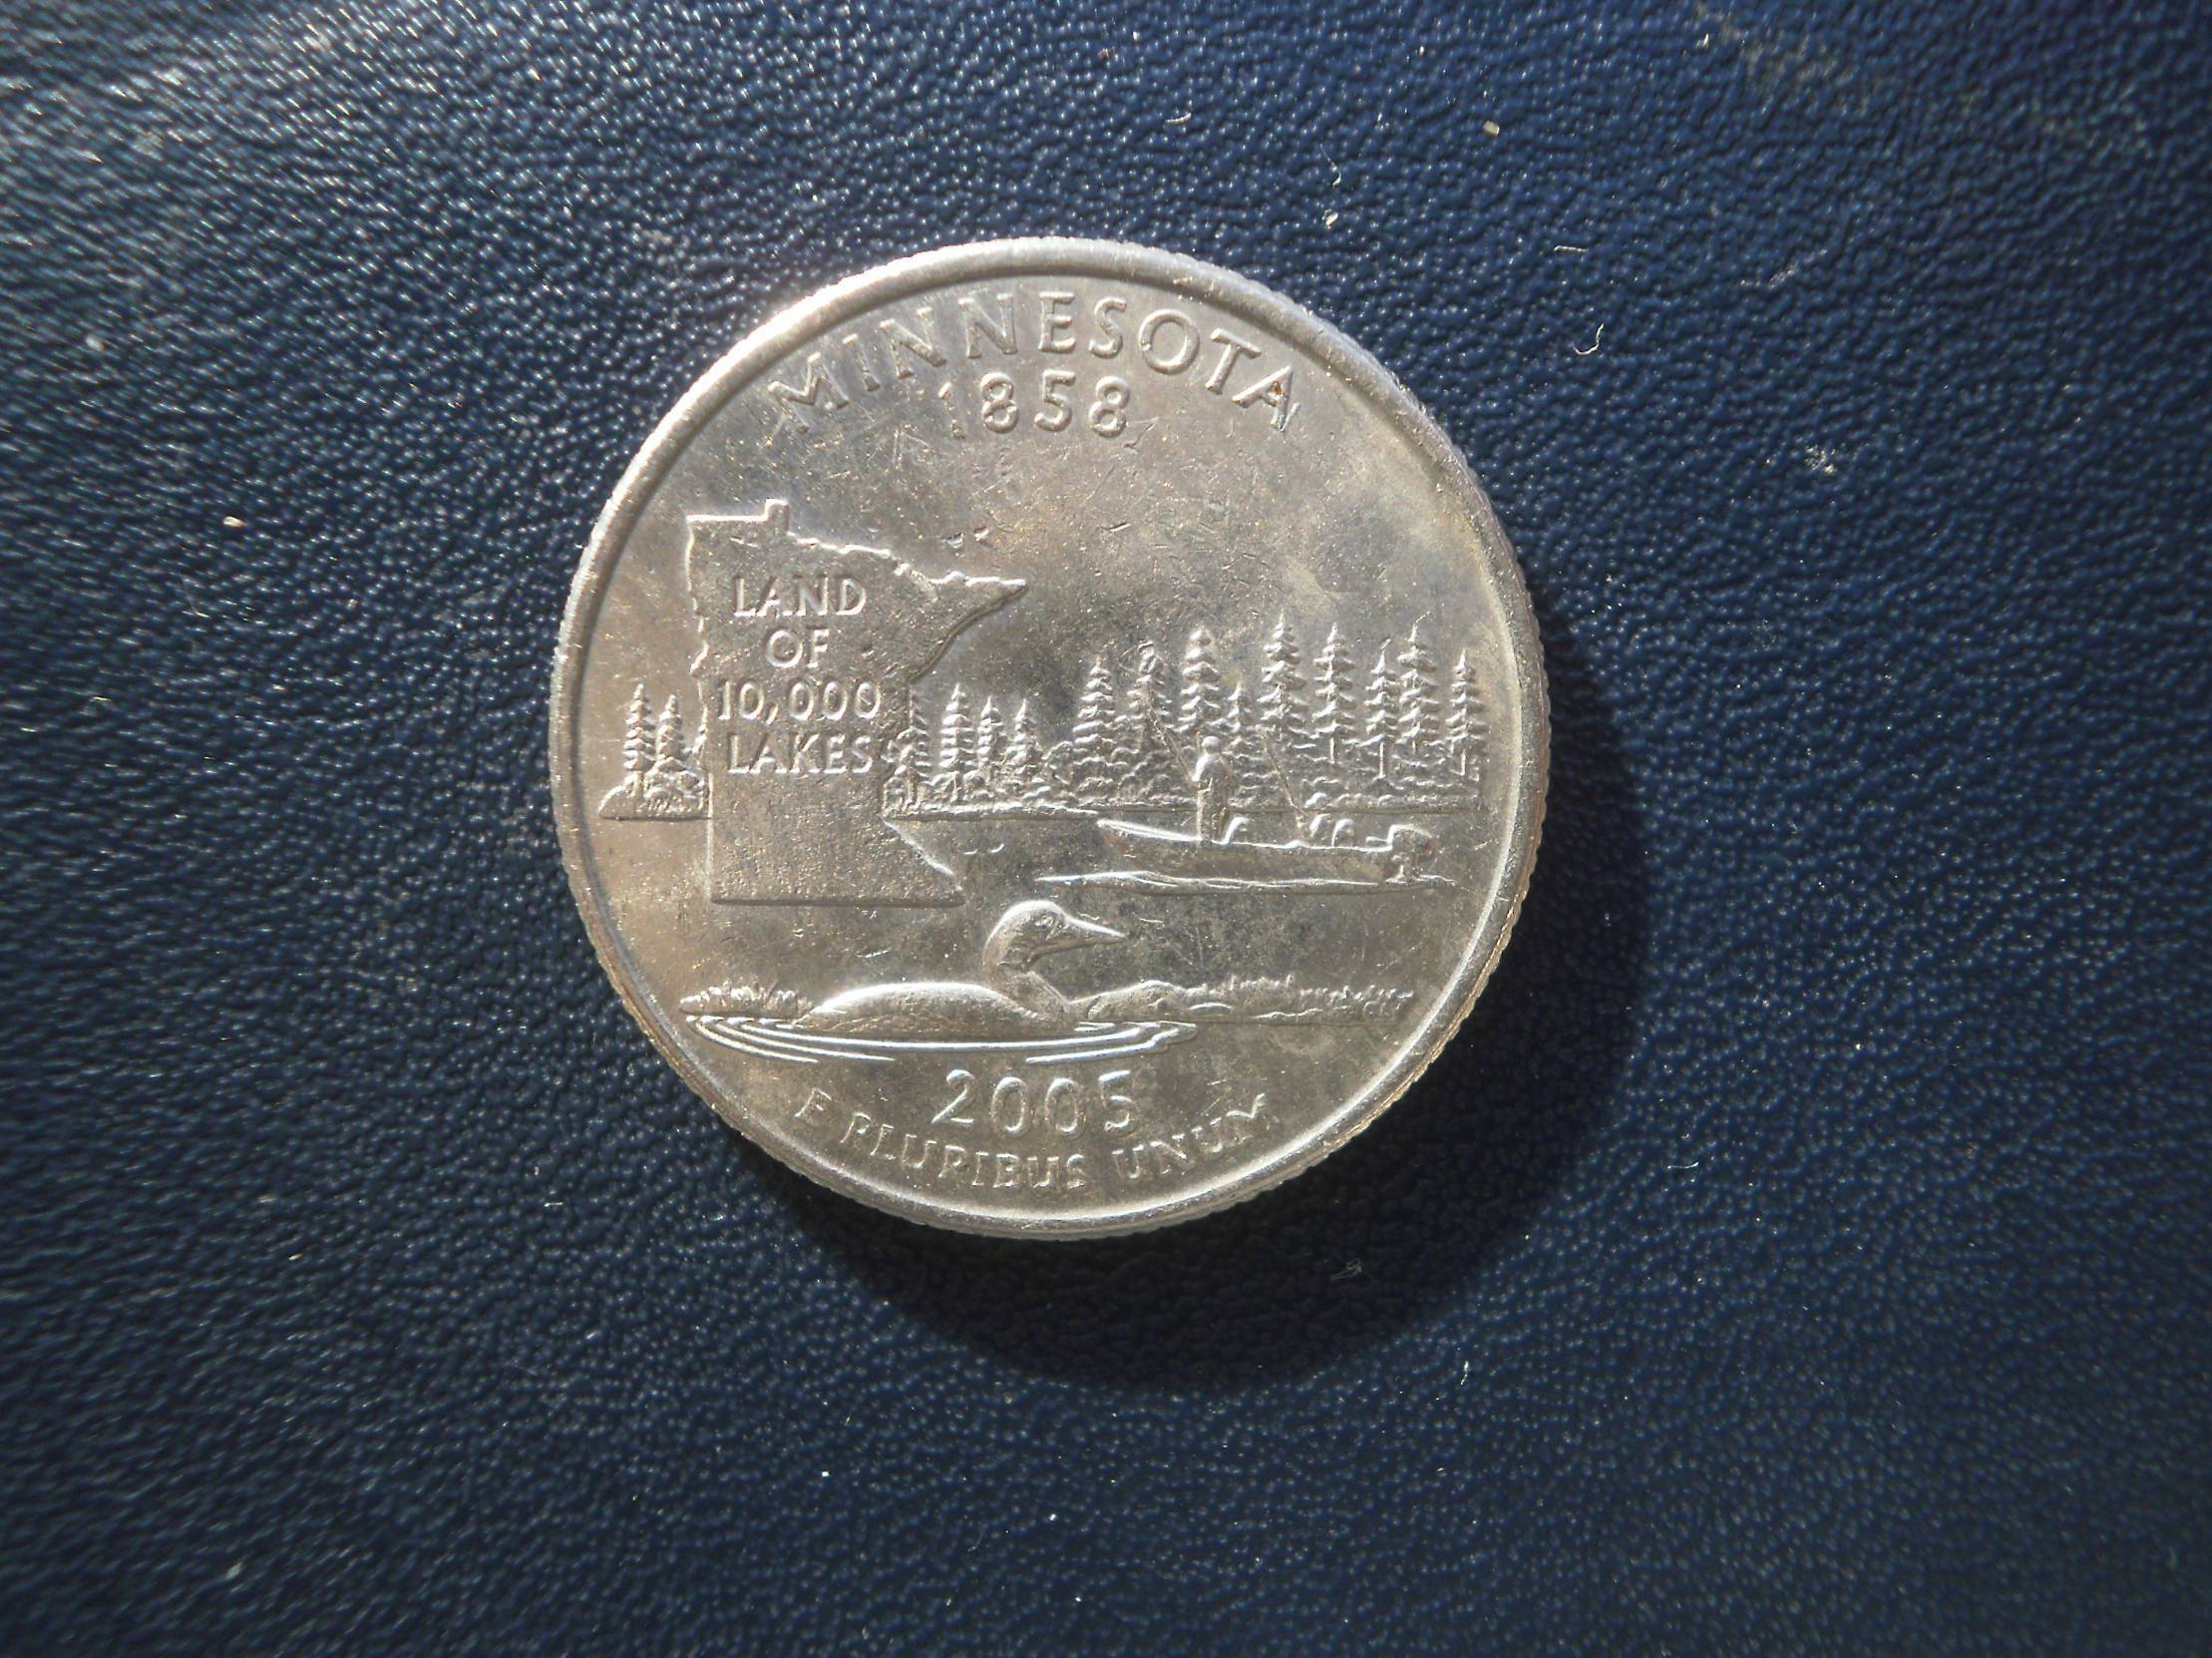 MINNESOTA
1858
LAND
OF
10,000
LAKES
2005
E PLURIBUS UNUM